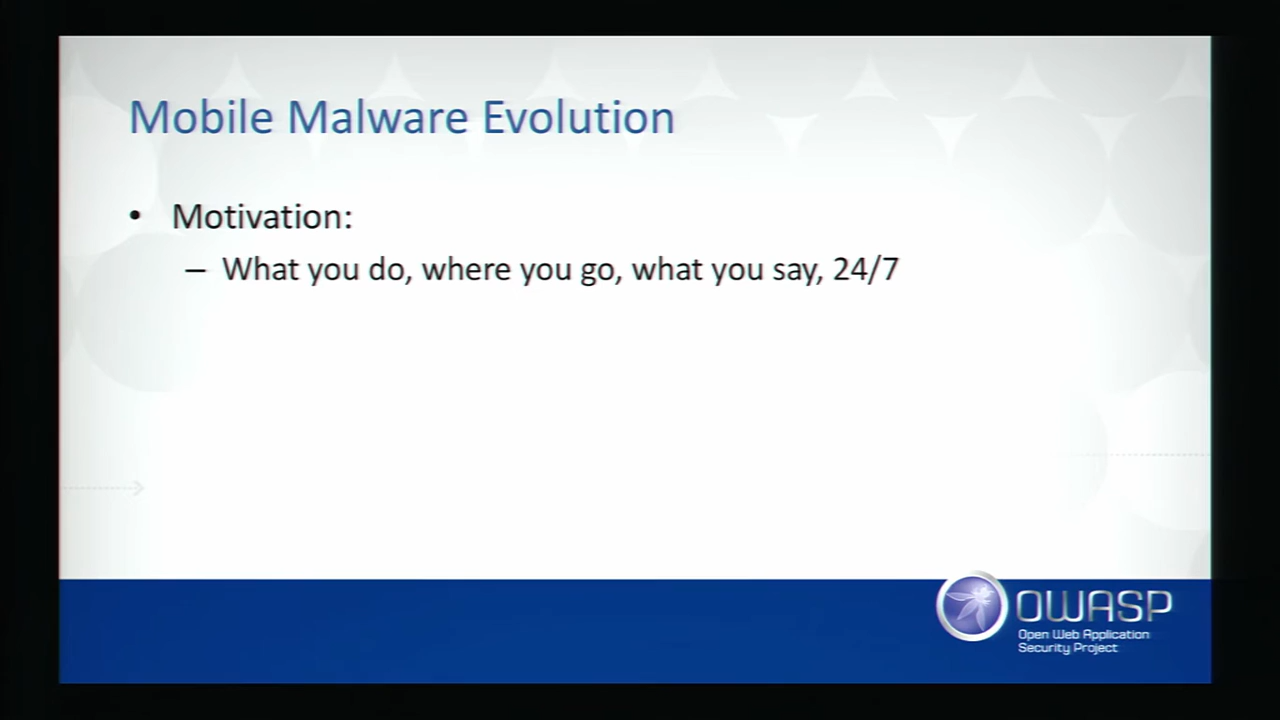 Mobile Malware Evolution
• Motivation:
– What you do, where you go, what you say, 24/7
OWASP
Open Web Application
Security Project